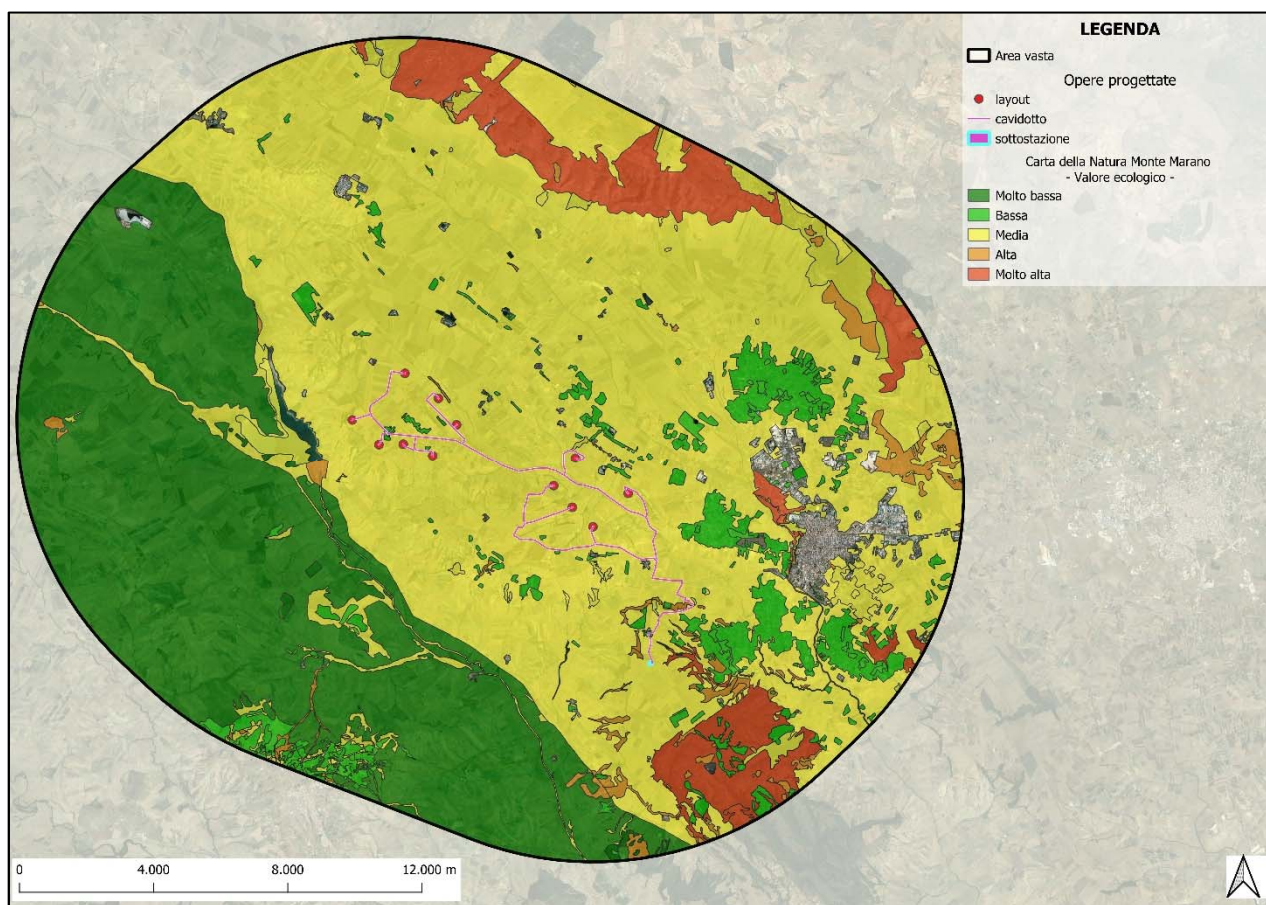 LEGENDA
Area vasta
Opere progettate
layout
cavidotto
sottostazione
Carta della Natura Monte Marano
- Valore ecologico -
Molto bassa
Bassa
Media
Alta
Molto alta
0 4.000 8.000 12.000 m